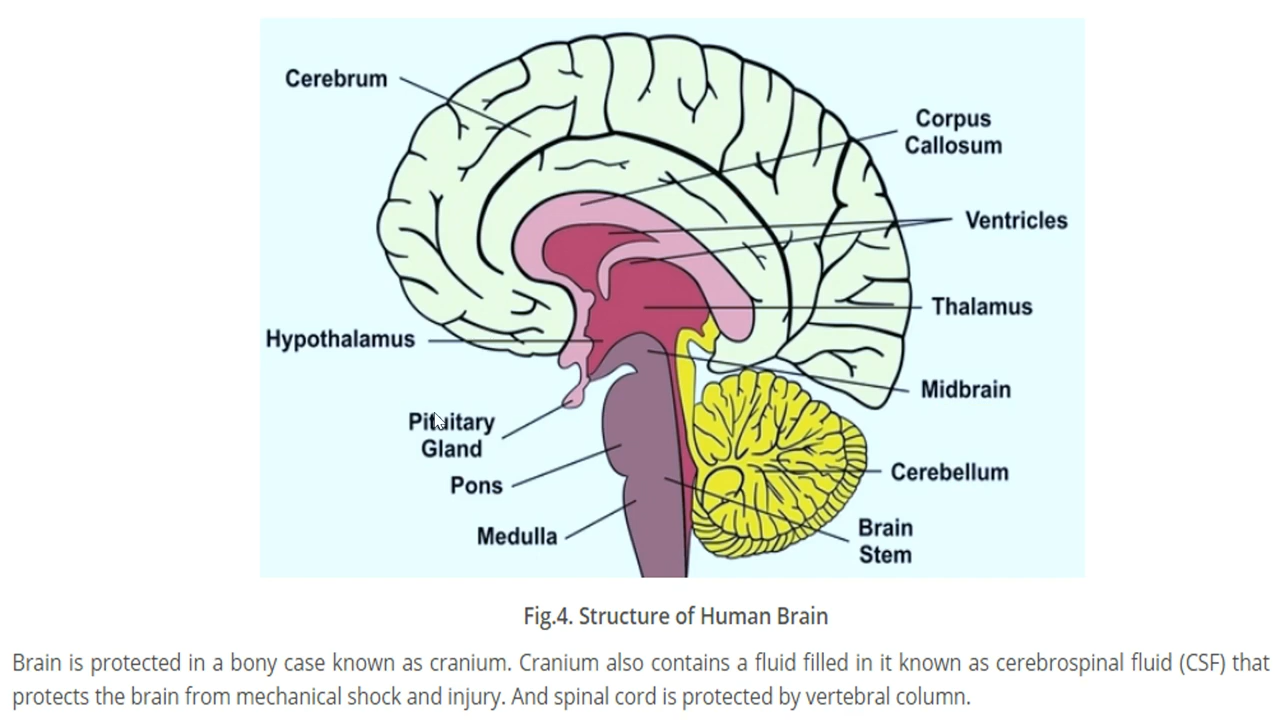 Cerebrum
Corpus
Callosum
Ventricles
Thalamus
Hypothalamus
Midbrain
Pituitary
Gland
Pons
Cerebellum
Medulla
Brain
Stem
Fig.4. Structure of Human Brain
Brain is protected in a bony case known as cranium. Cranium also contains a fluid filled in it known as cerebrospinal fluid (CSF) that
protects the brain from mechanical shock and injury. And spinal cord is protected by vertebral column.